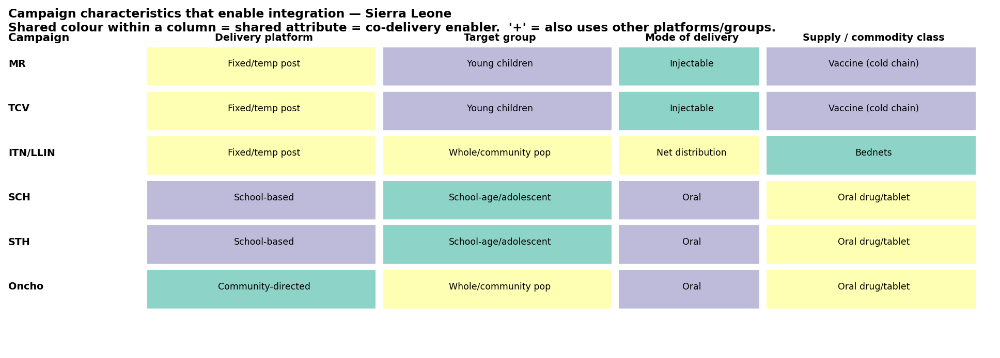 Campaign characteristics that enable integration — Sierra Leone
Shared colour within a column = shared attribute = co-delivery enabler.  '+' = also uses other platforms/groups.
Campaign Delivery platform Target group Mode of delivery Supply / commodity class
MR Fixed/temp post Young children Injectable Vaccine (cold chain)
TCV Fixed/temp post Young children Injectable Vaccine (cold chain)
ITN/LLIN Fixed/temp post Whole/community pop Net distribution Bednets
SCH School-based School-age/adolescent Oral Oral drug/tablet
STH School-based School-age/adolescent Oral Oral drug/tablet
Oncho Community-directed Whole/community pop Oral Oral drug/tablet